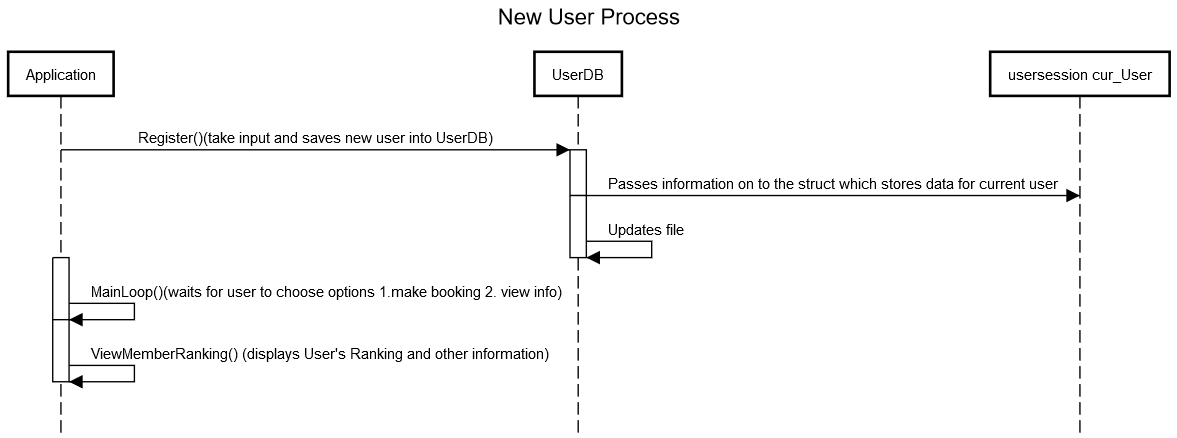 New User Process
Application
UserDB
usersession cur_User
Register()(take input and saves new user into UserDB)
Passes information on to the struct which stores data for current user
Updates file
MainLoop()(waits for user to choose options 1.make booking 2. view info)
ViewMemberRanking() (displays User's Ranking and other information)